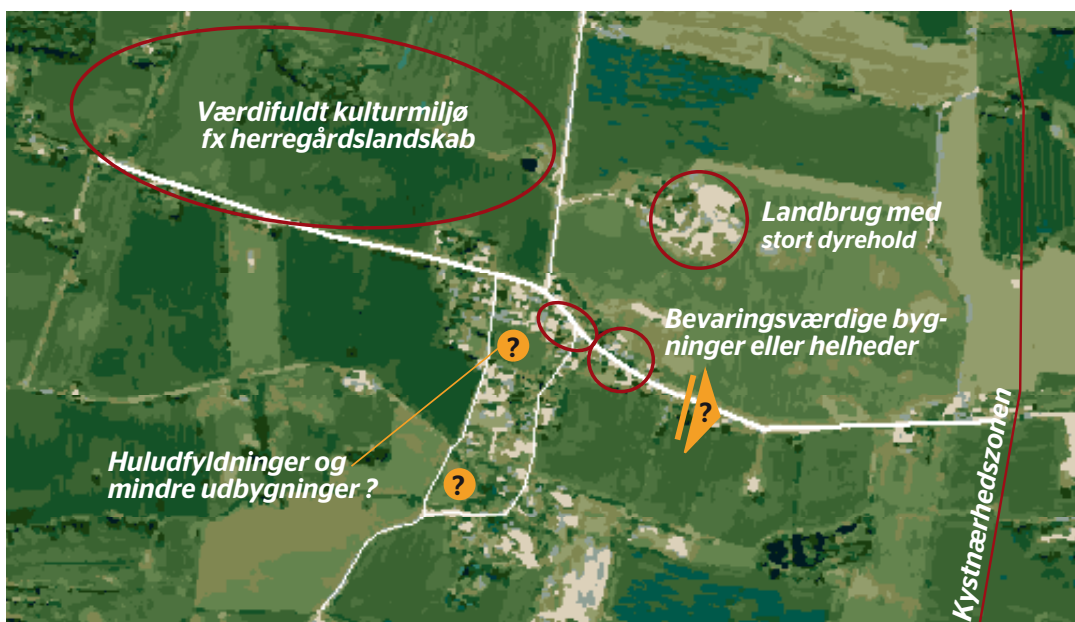 Værdifuldt kulturmiljø
fx herregårdslandskab
Landbrug med
stort dyrehold
Bevaringsværdige byg-
ninger eller helheder
?
?
Huludfyldninger og
mindre udbygninger ?
?
Kystnærhedszonen